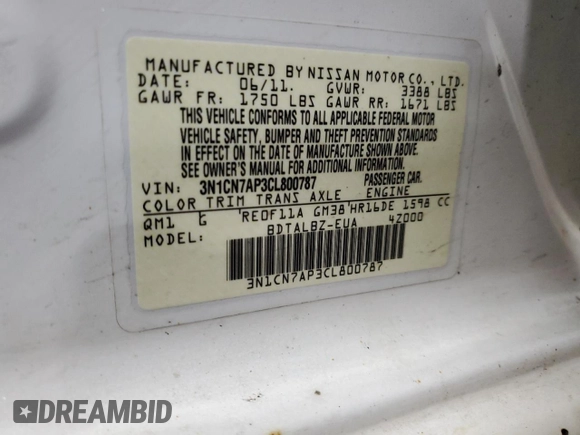 MANUFACTURED BY NISSAN MOTOR CO., LTD.
DATE: 06/11. GVWR: 3388 LBS
GAWR FR: 1750 LBS GAWR RR: 1671 LBS
THIS VEHICLE CONFORMS TO ALL APPLICABLE FEDERAL MOTOR
VEHICLE SAFETY, BUMPER AND THEFT PREVENTION STANDARDS
IN EFFECT ON THE DATE OF MANUFACTURE SHOWN ABOVE.
SEE OWNER'S MANUAL FOR ADDITIONAL INFORMATION.
VIN: 3N1CN7AP3CL800787 PASSENGER CAR.
COLOR TRIM TRANS AXLE ENGINE
QM1 G RE0F11A GM38 HR16DE 1598 CC
MODEL: BDTALBZ-EUA 42000
3N1CN7AP3CL800787
DREAMBID